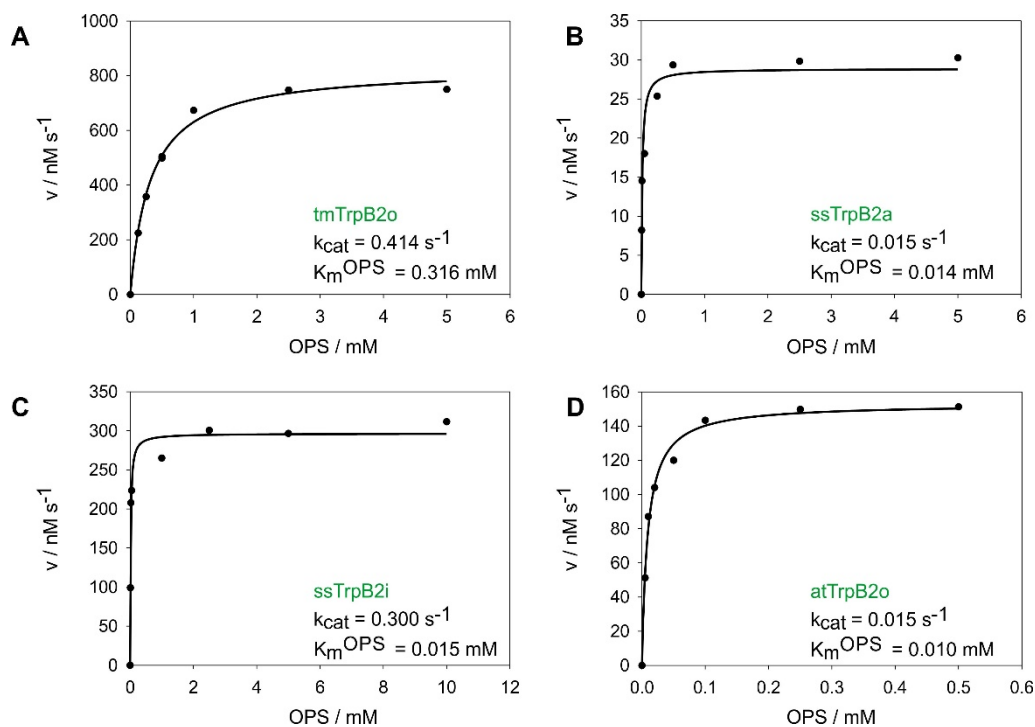 A
v / nM s-1
1000
800
600
400
200
0
0 1 2 3 4 5 6
OPS / mM
tmTrpB2o
kcat = 0.414 s-1
KmOPS = 0.316 mM
B
v / nM s-1
35
30
25
20
15
10
5
0
0 1 2 3 4 5 6
OPS / mM
ssTrpB2a
kcat = 0.015 s-1
KmOPS = 0.014 mM
C
v / nM s-1
350
300
250
200
150
100
50
0
0 2 4 6 8 10 12
OPS / mM
ssTrpB2i
kcat = 0.300 s-1
KmOPS = 0.015 mM
D
v / nM s-1
160
140
120
100
80
60
40
20
0
0.0 0.1 0.2 0.3 0.4 0.5 0.6
OPS / mM
atTrpB2o
kcat = 0.015 s-1
KmOPS = 0.010 mM